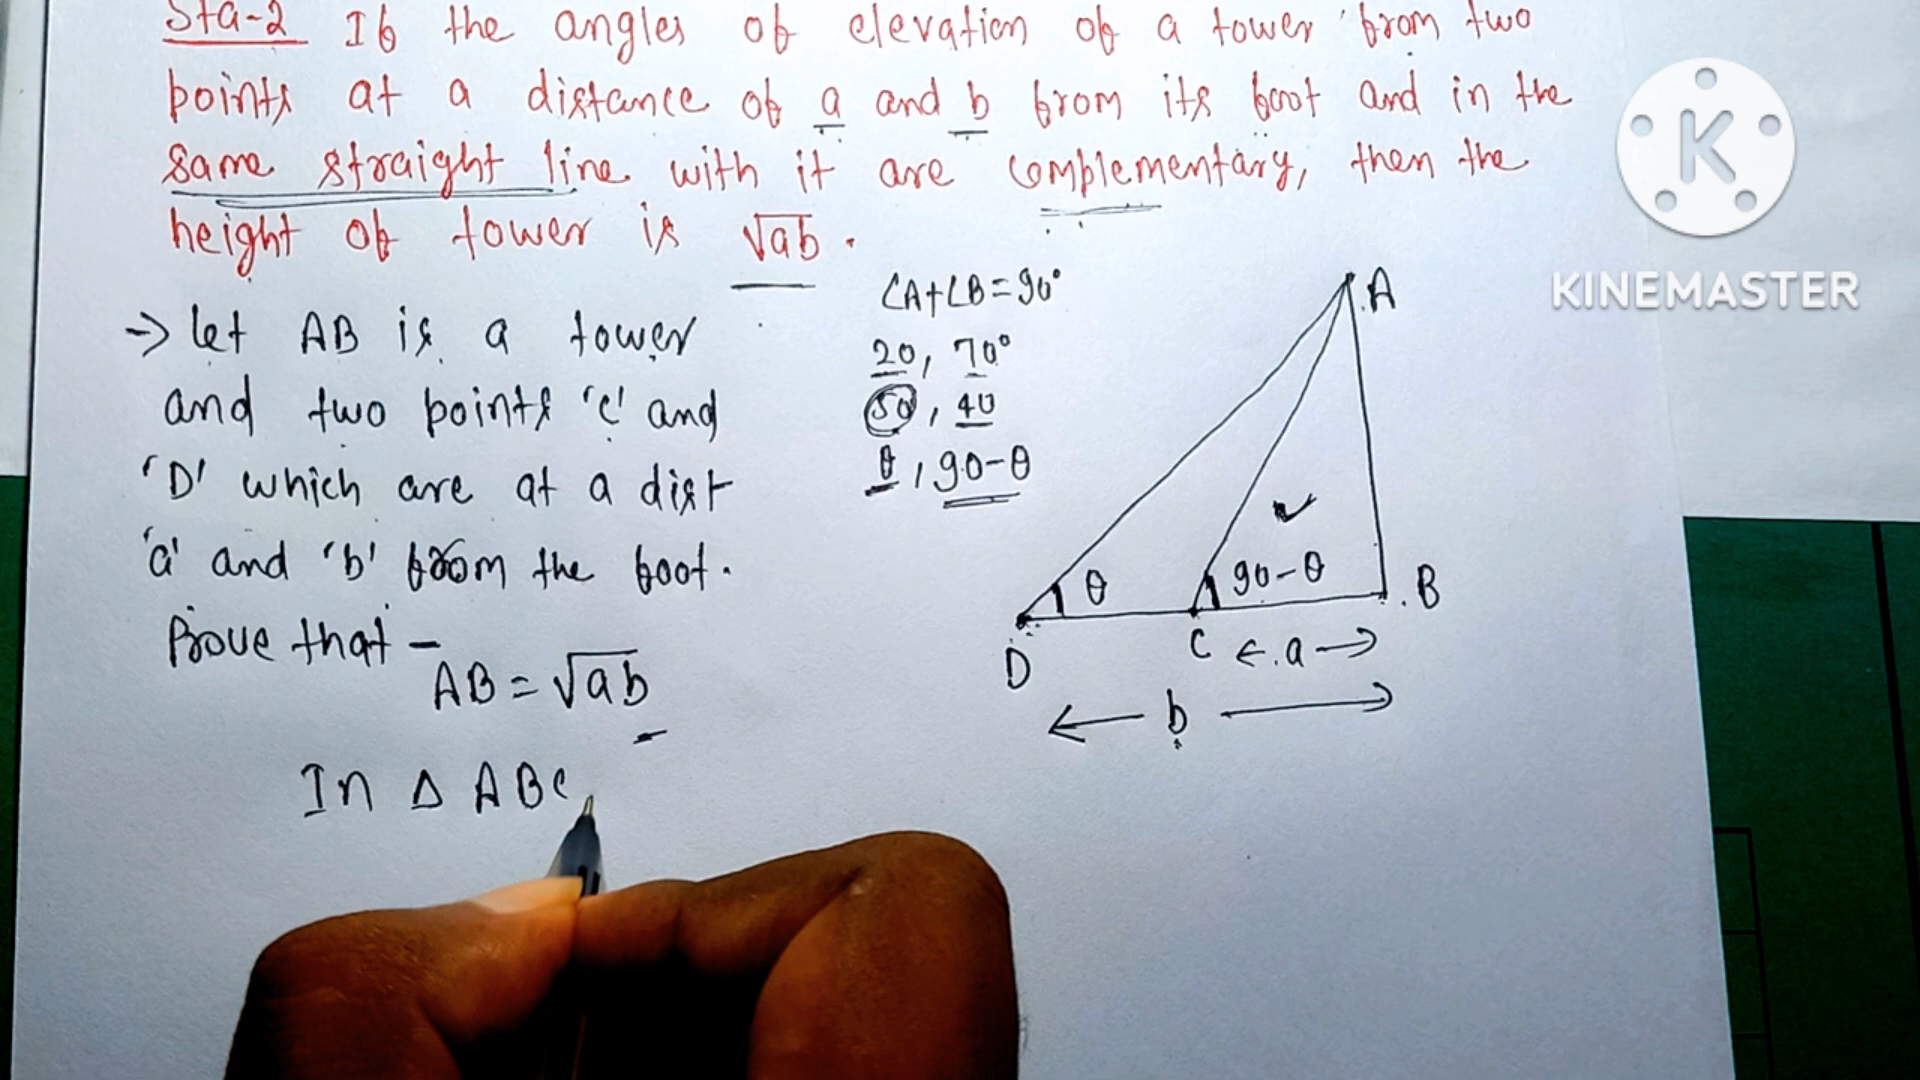 Sta-2 If the angles of elevation of a tower from two
points at a distance of a and b from its foot and in the
same straight line with it are complementary, then the
height of tower is √ab.
→ let AB is a tower
and two points 'C' and
'D' which are at a dist
'a' and 'b' from the foot.
Prove that -
AB = √ab
In Δ ABC
∠A+∠B=90°
20, 70°
50, 40
θ, 90-θ
A
θ
90-θ
B
D
C
← a →
← b →
K
KINEMASTER